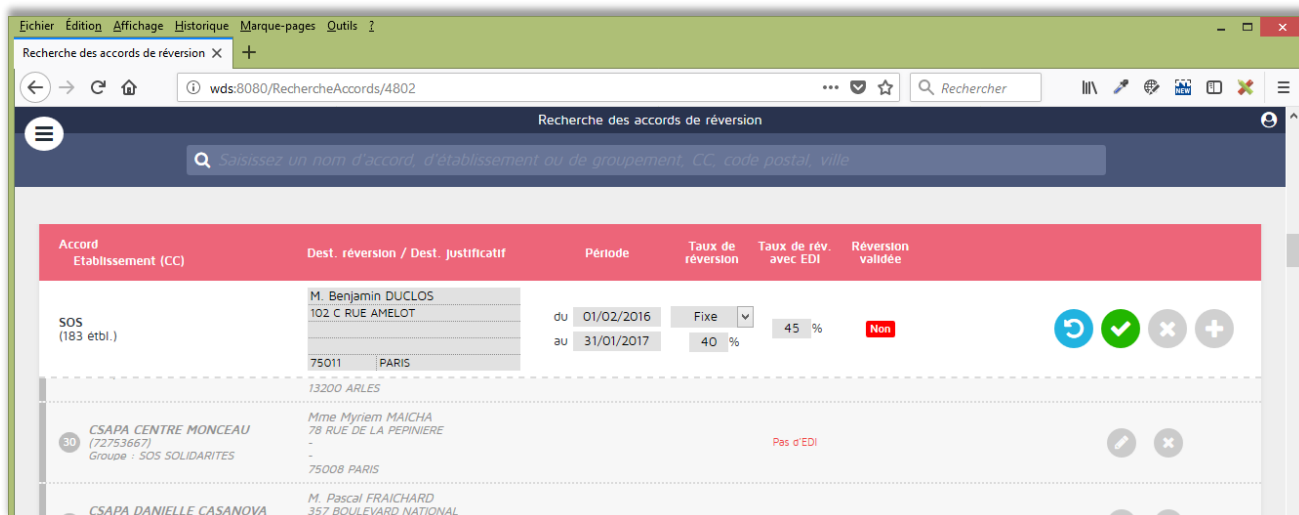 Fichier Édition Affichage Historique Marque-pages Outils ?
Recherche des accords de réversion
wds:8080/RechercheAccords/4802
Rechercher
NEW
Recherche des accords de réversion
Saisissez un nom d'accord, d'établissement ou de groupement, CC, code postal, ville
Accord
Etablissement (CC)
Dest. réversion / Dest. justificatif
Période
Taux de
réversion
Taux de rév.
avec EDI
Réversion
validée
SOS
(183 étbl.)
M. Benjamin DUCLOS
102 C RUE AMELOT
75011 PARIS
du 01/02/2016
au 31/01/2017
Fixe
40 %
45 %
Non
13200 ARLES
30
CSAPA CENTRE MONCEAU
(72753667)
Groupe : SOS SOLIDARITES
Mme Myriem MAICHA
78 RUE DE LA PEPINIERE
-
-
75008 PARIS
Pas d'EDI
CSAPA DANIELLE CASANOVA
M. Pascal FRAICHARD
357 BOULEVARD NATIONAL